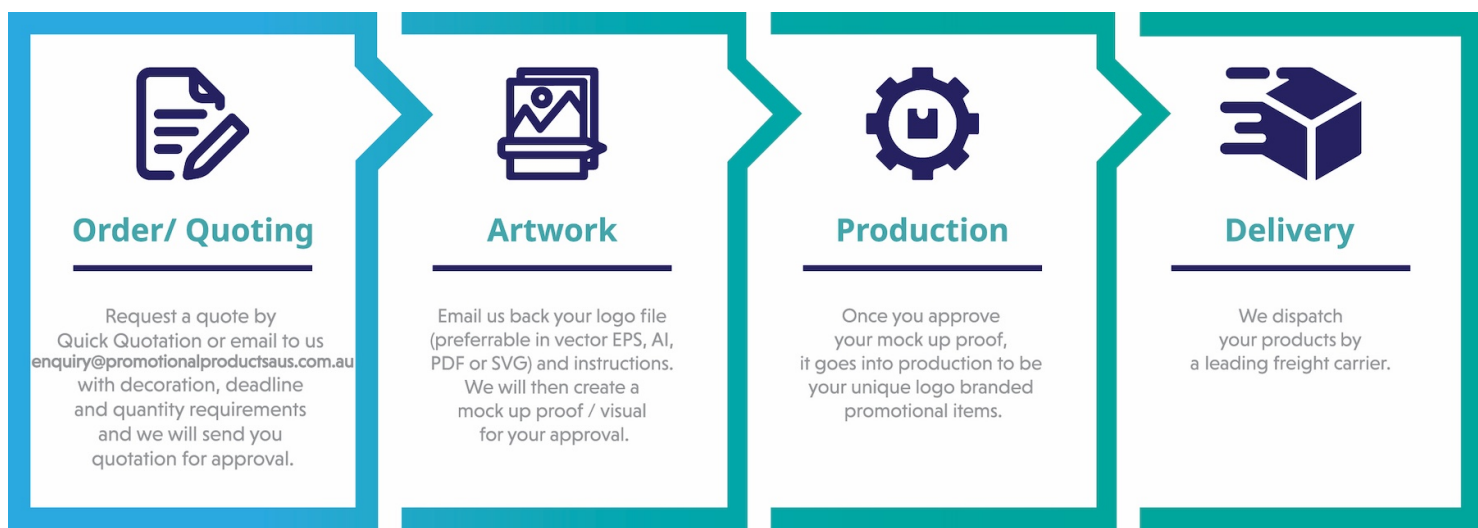 Order/ Quoting
Request a quote by
Quick Quotation or email to us
enquiry@promotionalproductsaus.com.au
with decoration, deadline
and quantity requirements
and we will send you
quotation for approval.
Artwork
Email us back your logo file
(preferrable in vector EPS, AI,
PDF or SVG) and instructions.
We will then create a
mock up proof / visual
for your approval.
Production
Once you approve
your mock up proof,
it goes into production to be
your unique logo branded
promotional items.
Delivery
We dispatch
your products by
a leading freight carrier.